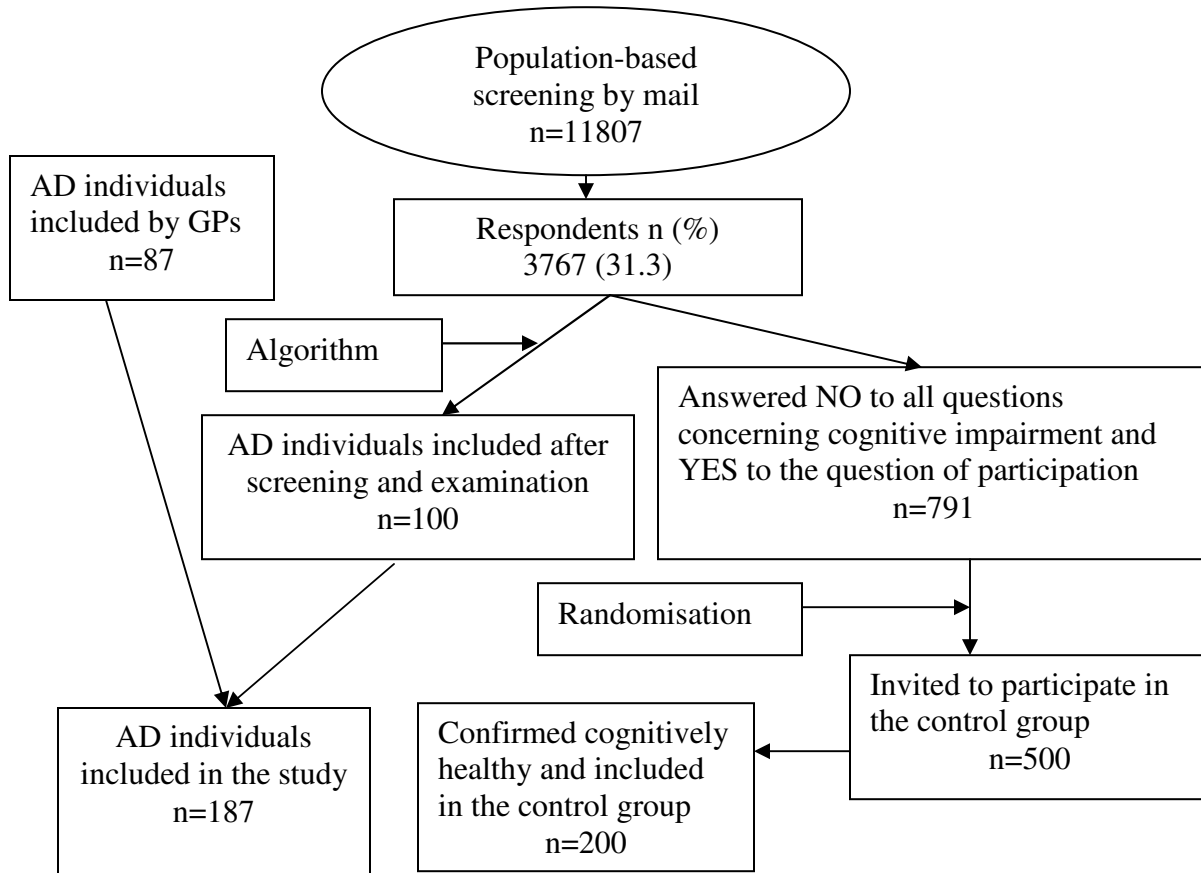 Population-based
screening by mail
n=11807
AD individuals
included by GPs
n=87
Respondents n (%)
3767 (31.3)
Algorithm
Answered NO to all questions
concerning cognitive impairment and
YES to the question of participation
n=791
AD individuals included after
screening and examination
n=100
Randomisation
Invited to participate in
the control group
n=500
AD individuals
included in the study
n=187
Confirmed cognitively
healthy and included
in the control group
n=200